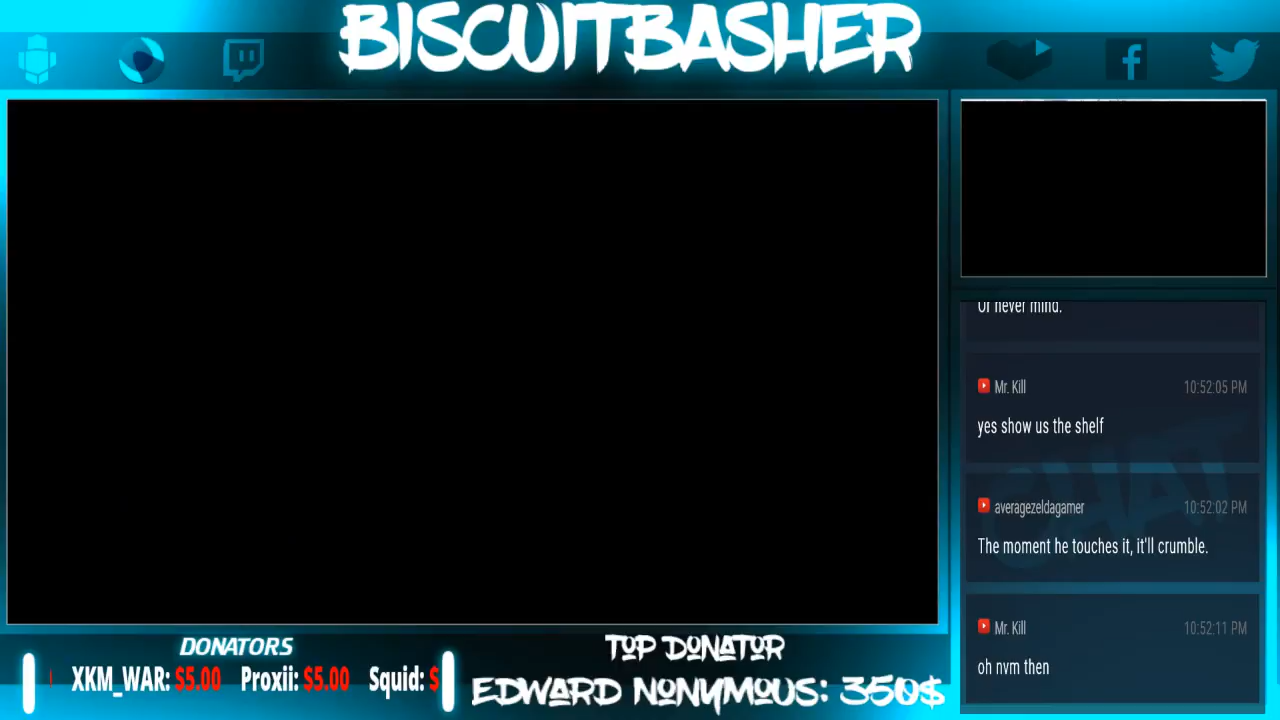 BISCUITBASHER
Or never mind.
Mr. Kill 10:52:05 PM
yes show us the shelf
CHAT
averagezeldagamer 10:52:02 PM
The moment he touches it, it'll crumble.
Mr. Kill 10:52:11 PM
oh nvm then
DONATORS
XKM_WAR: $5.00 Proxii: $5.00 Squid: $
TOP DONATOR
EDWARD NONYMOUS: 350$